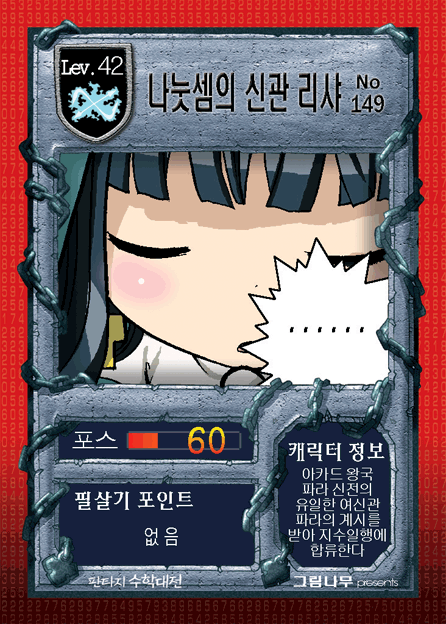 Lev. 42
나눗셈의 신관 리샤
No
149
......
포스 60
필살기 포인트
없음
캐릭터 정보
아카드 왕국
파라 신전의
유일한 여신관
파라의 계시를
받아 지수일행에
합류한다
판타지 수학대전
그림나무 presents